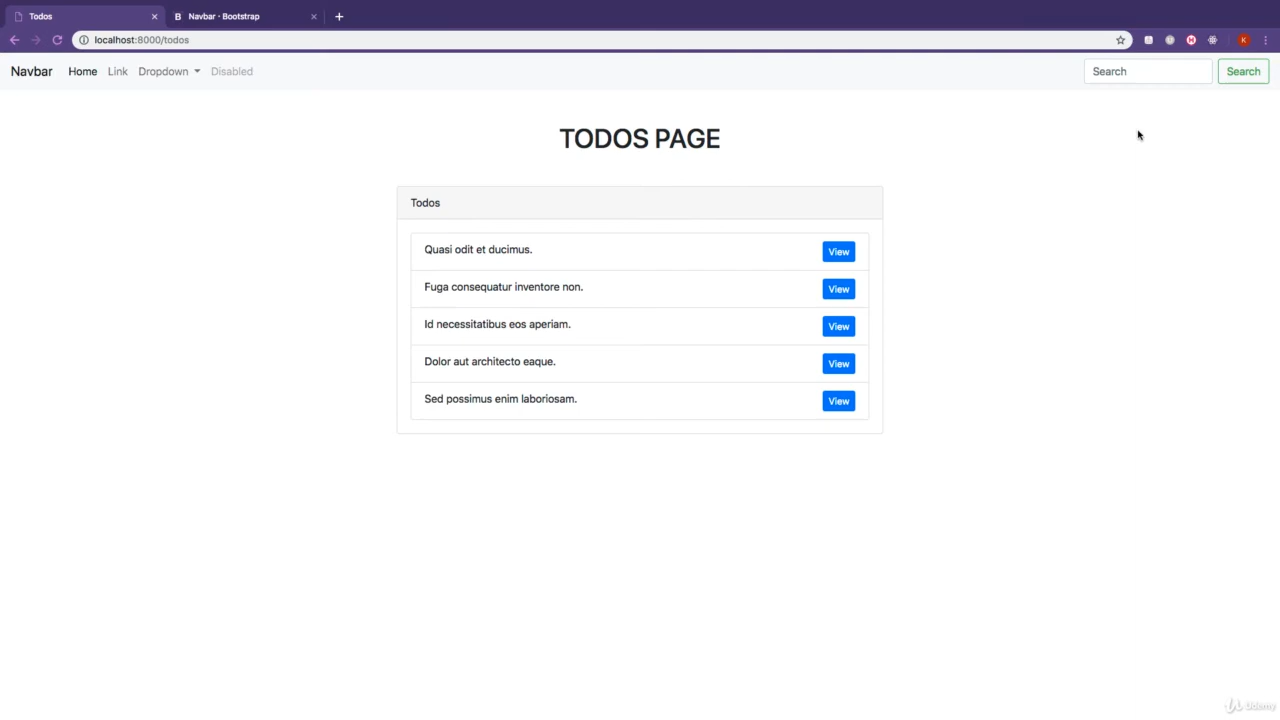 Todos
B Navbar · Bootstrap
localhost:8000/todos
K
Navbar Home Link Dropdown Disabled Search Search
TODOS PAGE
Todos
Quasi odit et ducimus. View
Fuga consequatur inventore non. View
Id necessitatibus eos aperiam. View
Dolor aut architecto eaque. View
Sed possimus enim laboriosam. View
Udemy